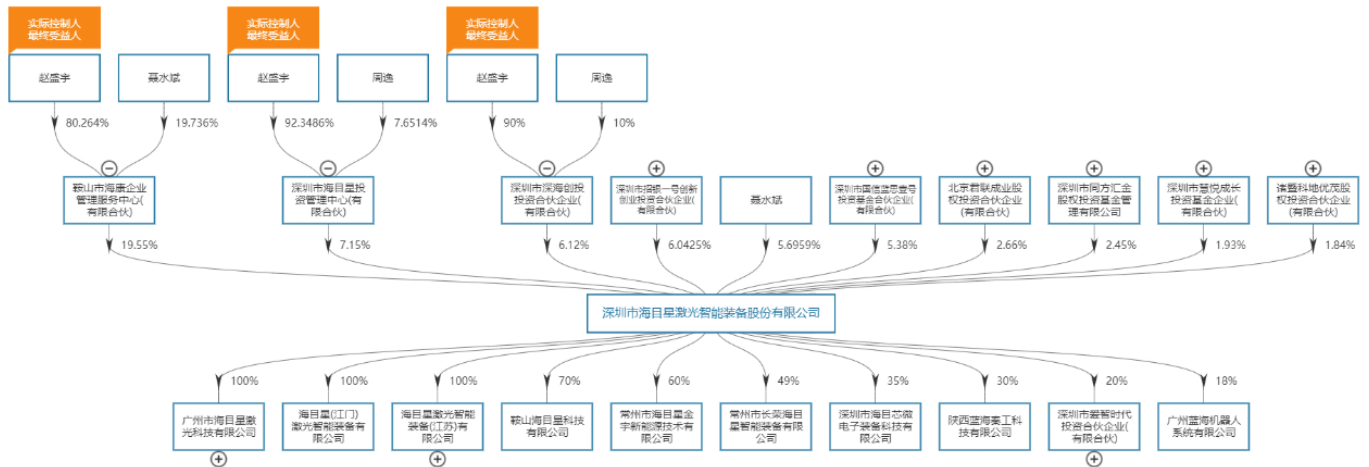 实际控制人
最终受益人
实际控制人
最终受益人
实际控制人
最终受益人
赵盛宇
聂水斌
赵盛宇
周逸
赵盛宇
周逸
80.264%
19.736%
92.3486%
7.6514%
90%
10%
鞍山市海康企业
管理服务中心(
有限合伙)
深圳市海目星投
资管理中心(有
限合伙)
深圳市深海创投
投资合伙企业(
有限合伙)
深圳市招银一号创新
创业投资合伙企业(
有限合伙)
聂水斌
深圳市国信蓝思壹号
投资基金合伙企业(
有限合伙)
北京君联成业股
权投资合伙企业
(有限合伙)
深圳市同方汇金
股权投资基金管
理有限公司
深圳市慧悦成长
投资基金企业(
有限合伙)
诸暨科地优茂股
权投资合伙企业
(有限合伙)
19.55%
7.15%
6.12%
6.0425%
5.6959%
5.38%
2.66%
2.45%
1.93%
1.84%
深圳市海目星激光智能装备股份有限公司
100%
100%
100%
70%
60%
49%
35%
30%
20%
18%
广州市海目星激
光科技有限公司
海目星(江门)
激光智能装备有
限公司
海目星激光智能
装备(江苏)有
限公司
鞍山海目星科技
有限公司
常州市海目星金
宇新能源技术有
限公司
常州市长荣海目
星智能装备有限
公司
深圳市海目芯微
电子装备科技有
限公司
陕西蓝海秦工科
技有限公司
深圳市爱智时代
投资合伙企业(
有限合伙)
广州蓝海机器人
系统有限公司